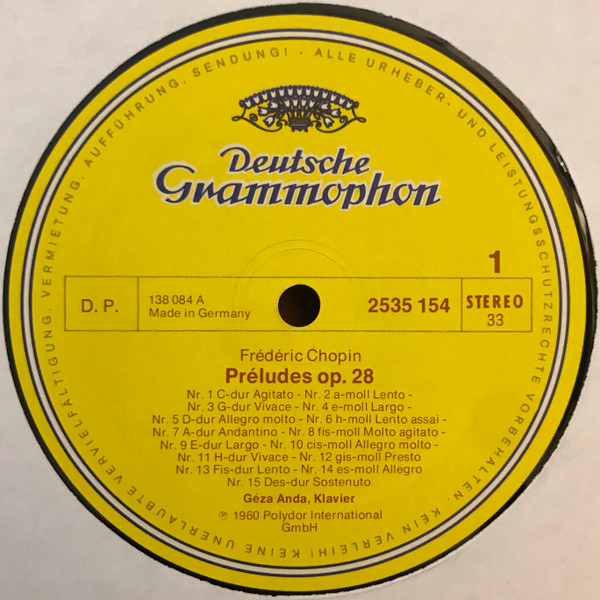 ALLE URHEBER- UND LEISTUNGSSCHUTZRECHTE VORBEHALTEN. KEIN VERLEIH! KEINE UNERLAUBTE VERVIELFÄLTIGUNG, VERMIETUNG, AUFFÜHRUNG, SENDUNG! ·
Deutsche
Grammophon
1
D. P.
138 084 A
Made in Germany
2535 154
STEREO
33
Frédéric Chopin
Préludes op. 28
Nr. 1 C-dur Agitato - Nr. 2 a-moll Lento -
Nr. 3 G-dur Vivace - Nr. 4 e-moll Largo -
Nr. 5 D-dur Allegro molto - Nr. 6 h-moll Lento assai -
Nr. 7 A-dur Andantino - Nr. 8 fis-moll Molto agitato -
Nr. 9 E-dur Largo - Nr. 10 cis-moll Allegro molto -
Nr. 11 H-dur Vivace - Nr. 12 gis-moll Presto
Nr. 13 Fis-dur Lento - Nr. 14 es-moll Allegro
Nr. 15 Des-dur Sostenuto
Géza Anda, Klavier
℗ 1960 Polydor International
GmbH